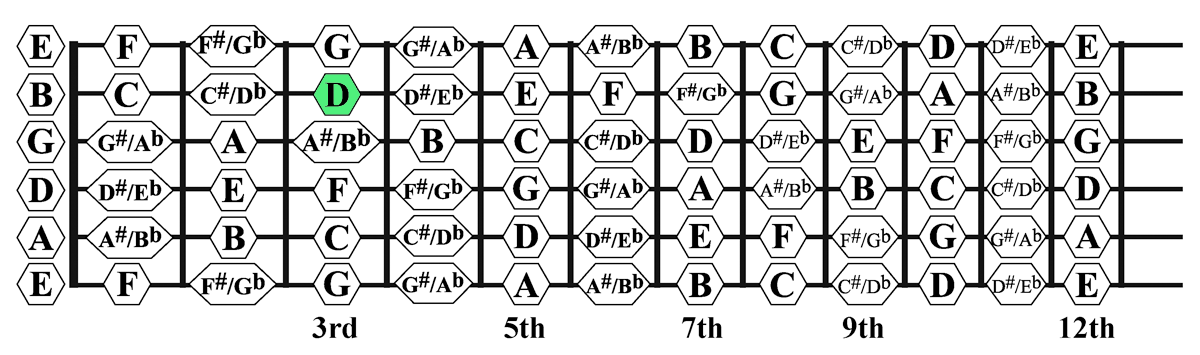 E F F#/Gb G G#/Ab A A#/Bb B C C#/Db D D#/Eb E
B C C#/Db D D#/Eb E F F#/Gb G G#/Ab A A#/Bb B
G G#/Ab A A#/Bb B C C#/Db D D#/Eb E F F#/Gb G
D D#/Eb E F F#/Gb G G#/Ab A A#/Bb B C C#/Db D
A A#/Bb B C C#/Db D D#/Eb E F F#/Gb G G#/Ab A
E F F#/Gb G G#/Ab A A#/Bb B C C#/Db D D#/Eb E
3rd 5th 7th 9th 12th